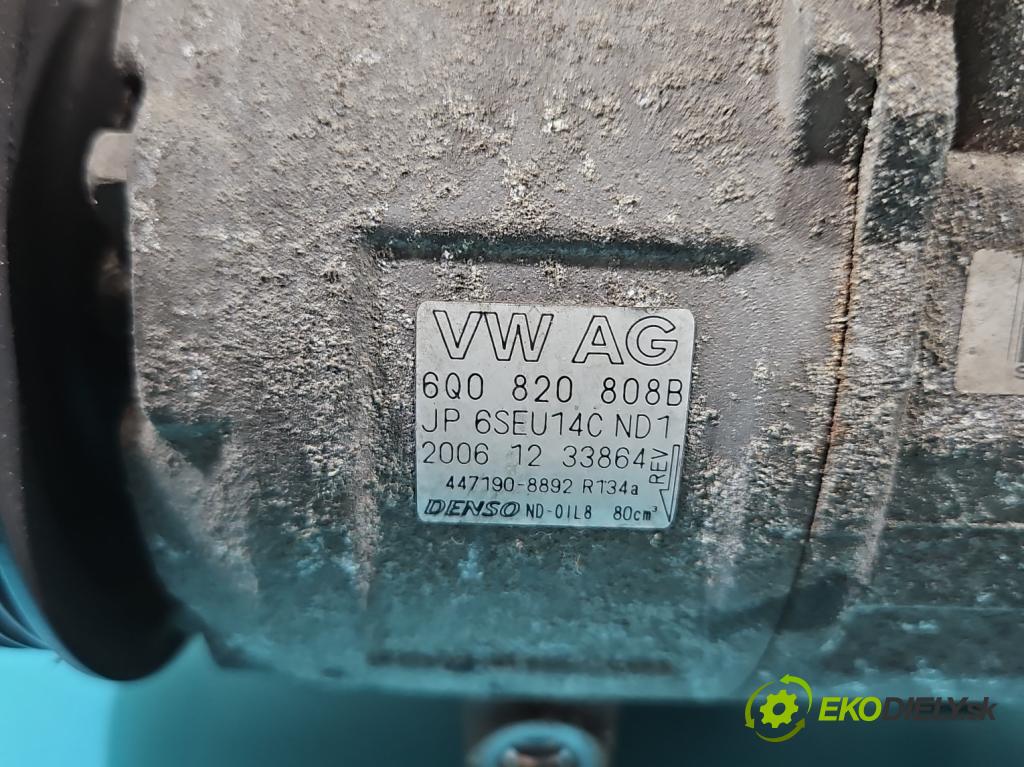 VW AG
6Q0 820 808B
JP 6SEU14C ND1
2006 12 33864
REV
447190-8892 R134a
DENSO ND-OIL8 80cm³
EKODIELY.sk